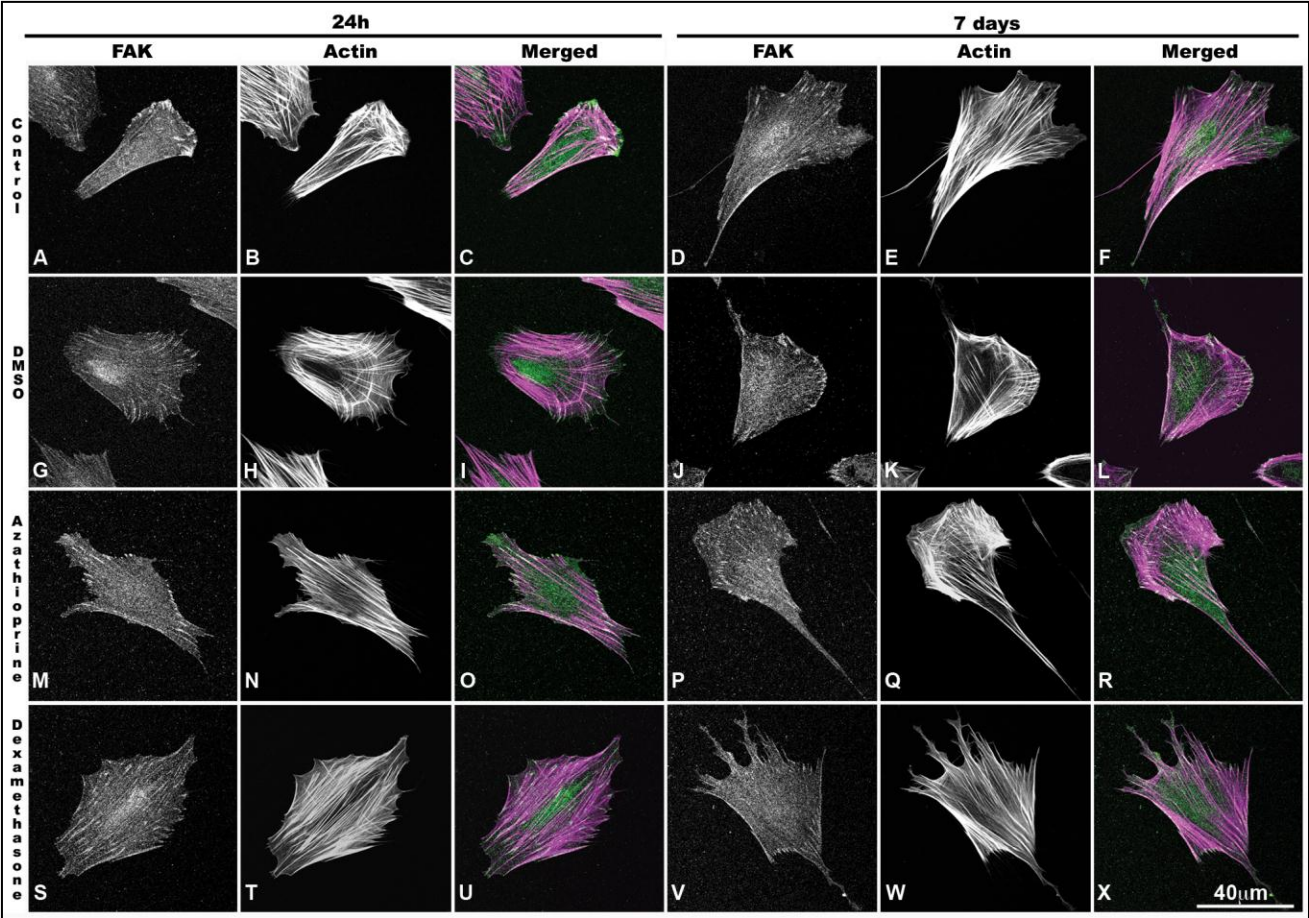 24h 7 days
FAK Actin Merged FAK Actin Merged
Control
A B C D E F
DMSO
G H I J K L
Azathioprine
M N O P Q R
Dexamethasone
S T U V W X
40µm